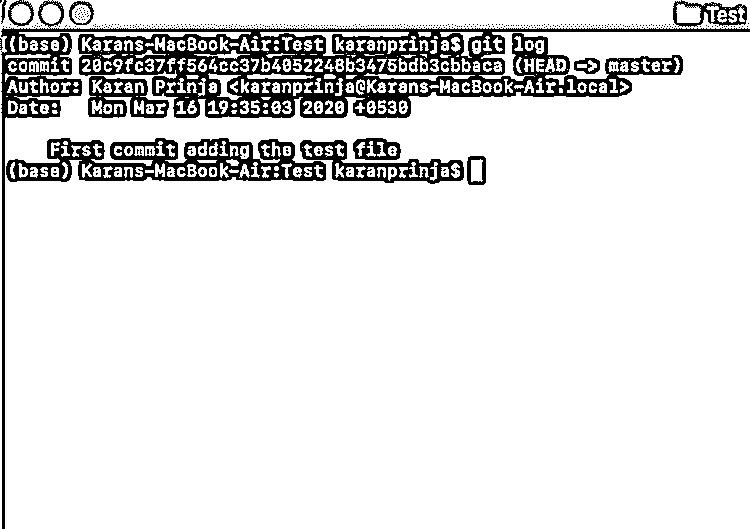 Test
(base) Karans-MacBook-Air:Test karanprinja$ git log
commit 20c9fc37ff564cc37b4052248b3475bdb3cbbaca (HEAD -> master)
Author: Karan Prinja <karanprinja@Karans-MacBook-Air.local>
Date:   Mon Mar 16 19:35:03 2020 +0530
    First commit adding the test file
(base) Karans-MacBook-Air:Test karanprinja$